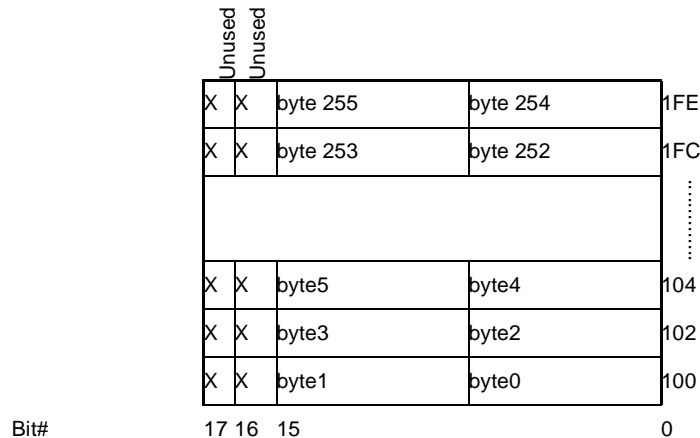 Unused Unused
X X byte 255 byte 254 1FE
X X byte 253 byte 252 1FC
X X byte5 byte4 104
X X byte3 byte2 102
X X byte1 byte0 100
Bit# 17 16 15 0